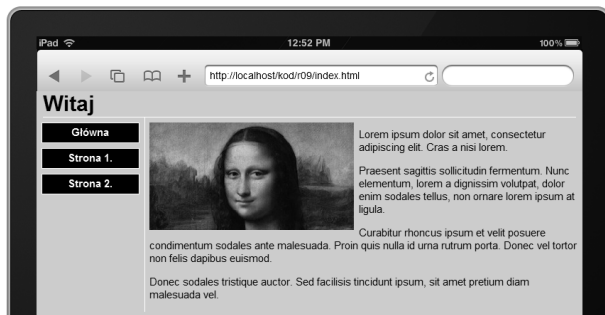 iPad 12:52 PM 100%
http://localhost/kod/r09/index.html
Witaj
Główna
Strona 1.
Strona 2.
Lorem ipsum dolor sit amet, consectetur
adipiscing elit. Cras a nisi lorem.
Praesent sagittis sollicitudin fermentum. Nunc
elementum, lorem a dignissim volutpat, dolor
enim sodales tellus, non ornare lorem ipsum at
ligula.
Curabitur rhoncus ipsum et velit posuere
condimentum sodales ante malesuada. Proin quis nulla id urna rutrum porta. Donec vel tortor
non felis dapibus euismod.
Donec sodales tristique auctor. Sed facilisis tincidunt ipsum, sit amet pretium diam
malesuada vel.